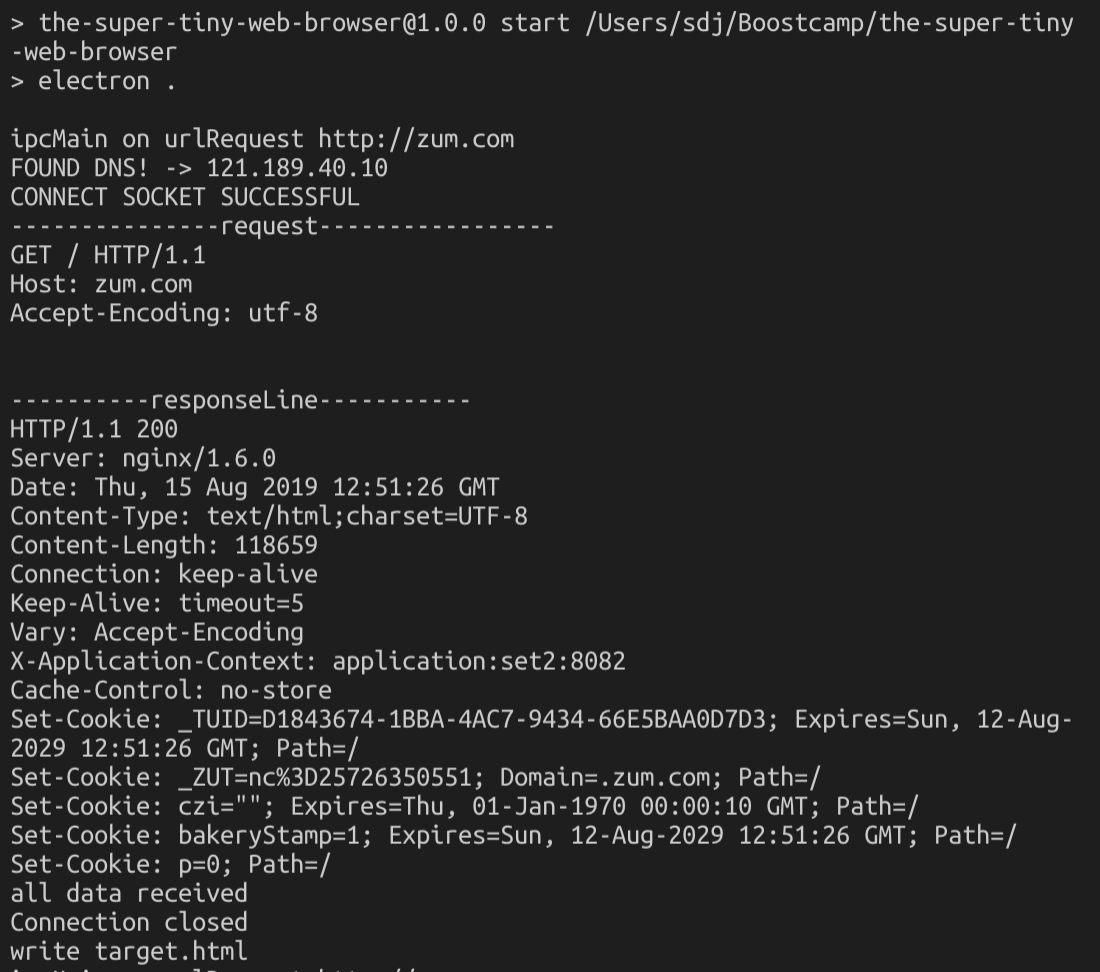 > the-super-tiny-web-browser@1.0.0 start /Users/sdj/Boostcamp/the-super-tiny
-web-browser
> electron .
ipcMain on urlRequest http://zum.com
FOUND DNS! -> 121.189.40.10
CONNECT SOCKET SUCCESSFUL
---------------request-----------------
GET / HTTP/1.1
Host: zum.com
Accept-Encoding: utf-8
----------responseLine-----------
HTTP/1.1 200
Server: nginx/1.6.0
Date: Thu, 15 Aug 2019 12:51:26 GMT
Content-Type: text/html;charset=UTF-8
Content-Length: 118659
Connection: keep-alive
Keep-Alive: timeout=5
Vary: Accept-Encoding
X-Application-Context: application:set2:8082
Cache-Control: no-store
Set-Cookie: _TUID=D1843674-1BBA-4AC7-9434-66E5BAA0D7D3; Expires=Sun, 12-Aug-
2029 12:51:26 GMT; Path=/
Set-Cookie: _ZUT=nc%3D25726350551; Domain=.zum.com; Path=/
Set-Cookie: czi=""; Expires=Thu, 01-Jan-1970 00:00:10 GMT; Path=/
Set-Cookie: bakeryStamp=1; Expires=Sun, 12-Aug-2029 12:51:26 GMT; Path=/
Set-Cookie: p=0; Path=/
all data received
Connection closed
write target.html